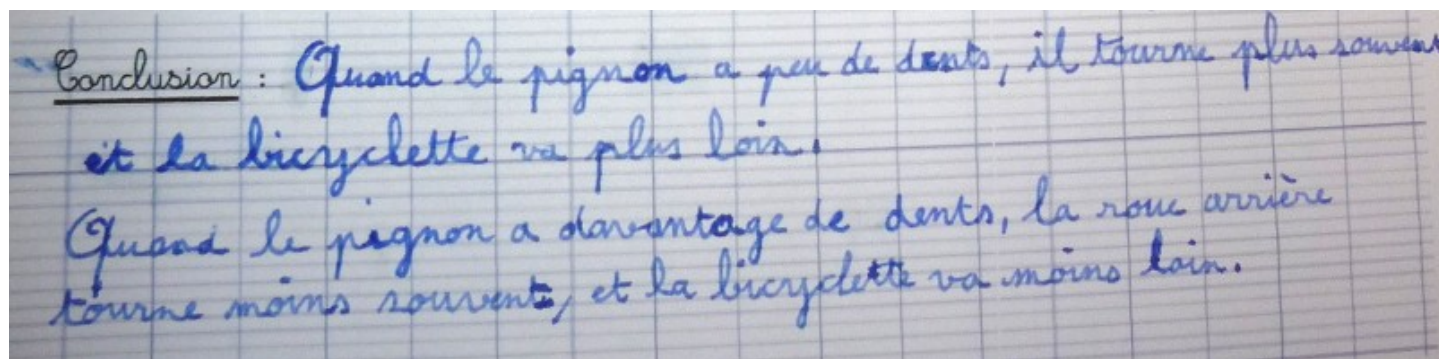 Conclusion : Quand le pignon a peu de dents, il tourne plus souvent
et la bicyclette va plus loin.
Quand le pignon a davantage de dents, la roue arrière
tourne moins souvent, et la bicyclette va moins loin.